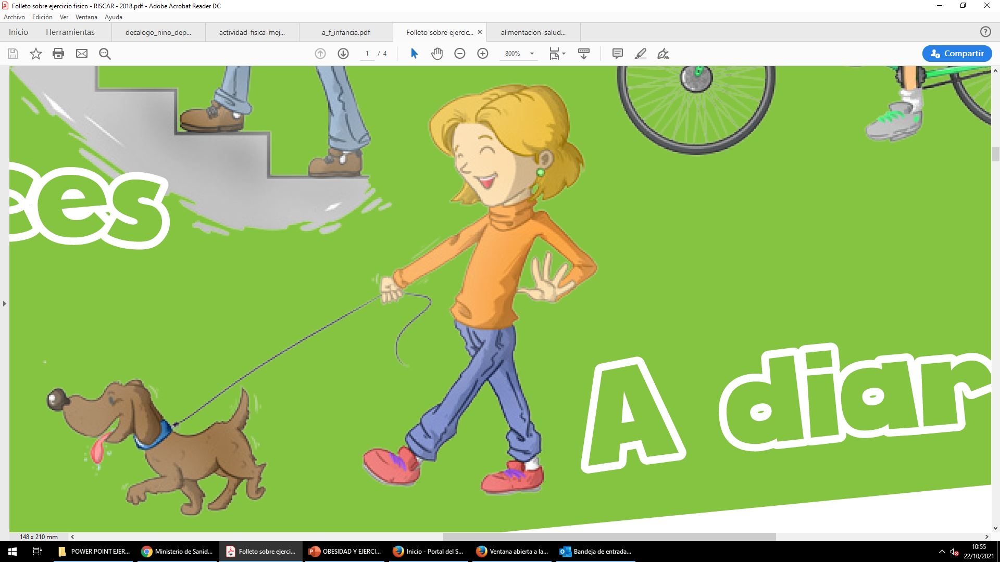 Folleto sobre ejercicio fisico - RISCAR - 2018.pdf - Adobe Acrobat Reader DC
Archivo Edición Ver Ventana Ayuda
Inicio Herramientas decalogo_nino_dep... actividad-fisica-mej... a_f_infancia.pdf Folleto sobre ejercic... alimentacion-salud...
1 / 4 800% Compartir
ces
A diar
148 x 210 mm
POWER POINT EJER... Ministerio de Sanid... Folleto sobre ejerci... OBESIDAD Y EJERCI... Inicio - Portal del S... Ventana abierta a la... Bandeja de entrada... 10:55
22/10/2021